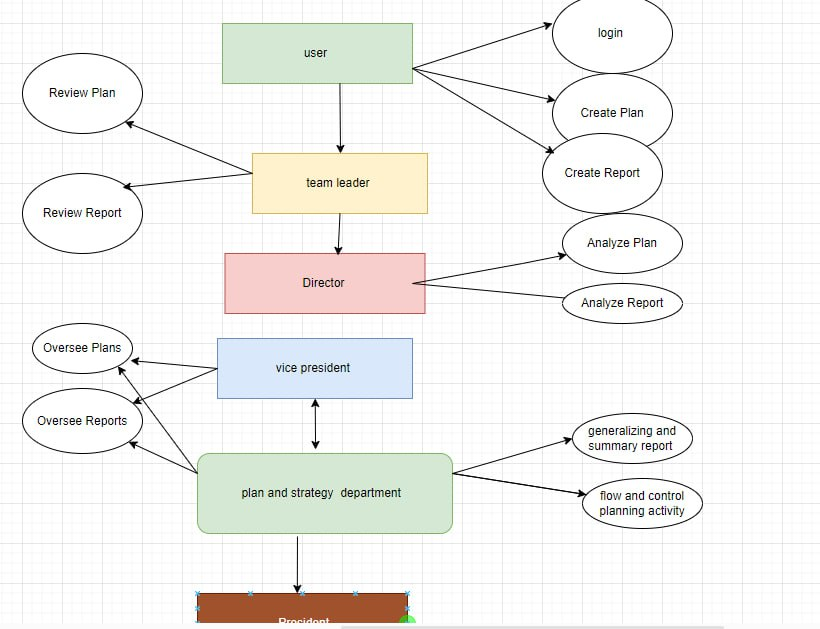 user
login
Review Plan
Create Plan
Create Report
team leader
Review Report
Analyze Plan
Director
Analyze Report
Oversee Plans
vice president
Oversee Reports
generalizing and
summary report
plan and strategy department
flow and control
planning activity
President